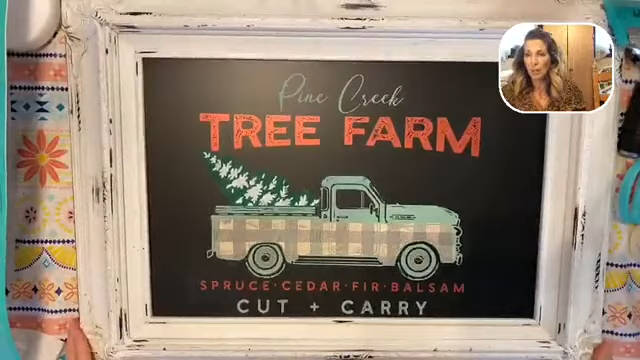 Pine Creek
TREE FARM
SPRUCE · CEDAR · FIR · BALSAM
CUT + CARRY